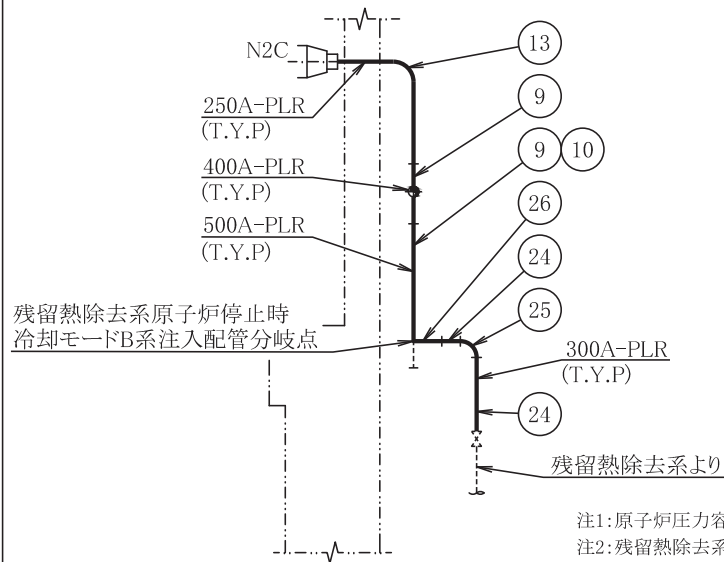 N2C
13
250A-PLR
(T.Y.P)
9
400A-PLR
(T.Y.P)
9 10
500A-PLR
(T.Y.P)
26
24
25
残留熱除去系原子炉停止時
冷却モードB系注入配管分岐点
300A-PLR
(T.Y.P)
24
残留熱除去系より
注1:原子炉圧力容
注2:残留熱除去系